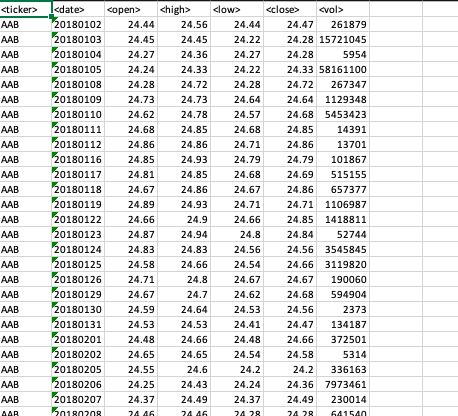 <ticker> <date> <open> <high> <low> <close> <vol>
AAB 20180102 24.44 24.56 24.44 24.47 261879
AAB 20180103 24.45 24.45 24.22 24.28 15721045
AAB 20180104 24.27 24.36 24.27 24.28 5954
AAB 20180105 24.24 24.33 24.22 24.33 58161100
AAB 20180108 24.28 24.72 24.28 24.72 267347
AAB 20180109 24.73 24.73 24.64 24.64 1129348
AAB 20180110 24.62 24.78 24.57 24.68 5453423
AAB 20180111 24.68 24.85 24.68 24.85 14391
AAB 20180112 24.86 24.86 24.71 24.86 13701
AAB 20180116 24.85 24.93 24.79 24.79 101867
AAB 20180117 24.81 24.85 24.68 24.69 515155
AAB 20180118 24.67 24.86 24.67 24.86 657377
AAB 20180119 24.89 24.93 24.71 24.71 1106987
AAB 20180122 24.66 24.9 24.66 24.85 1418811
AAB 20180123 24.87 24.94 24.8 24.84 52744
AAB 20180124 24.83 24.83 24.56 24.56 3545845
AAB 20180125 24.58 24.66 24.54 24.66 3119820
AAB 20180126 24.71 24.8 24.67 24.67 190060
AAB 20180129 24.67 24.7 24.62 24.68 594904
AAB 20180130 24.59 24.64 24.53 24.56 2373
AAB 20180131 24.53 24.53 24.41 24.47 134187
AAB 20180201 24.48 24.66 24.48 24.66 372501
AAB 20180202 24.65 24.65 24.54 24.58 5314
AAB 20180205 24.55 24.6 24.2 24.2 336163
AAB 20180206 24.25 24.43 24.24 24.36 7973461
AAB 20180207 24.37 24.49 24.37 24.49 230014
AAB 20180208 24.46 24.46 24.28 24.28 641540